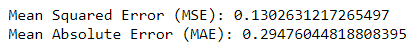 Mean Squared Error (MSE): 0.1302631217265497
Mean Absolute Error (MAE): 0.29476044818808395